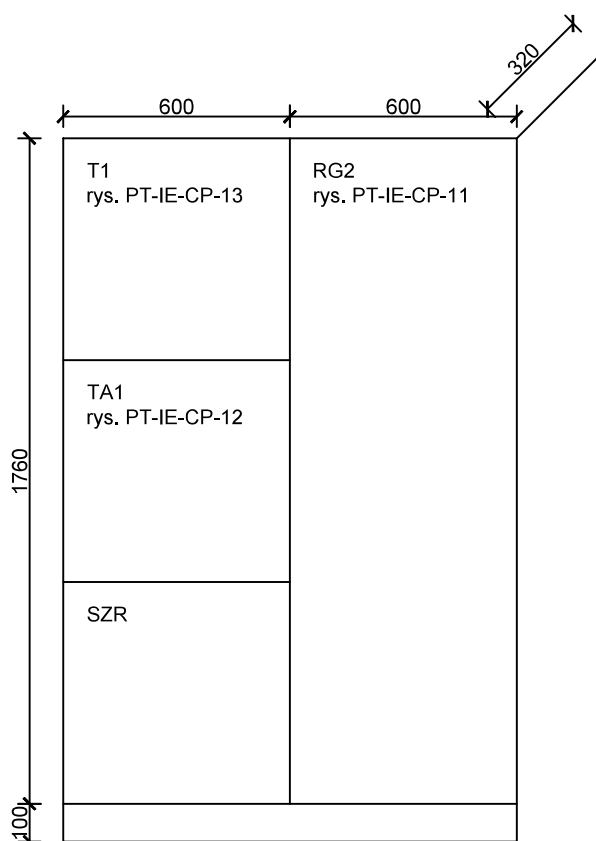 320
600
600
T1
rys. PT-IE-CP-13
RG2
rys. PT-IE-CP-11
TA1
rys. PT-IE-CP-12
1760
SZR
100